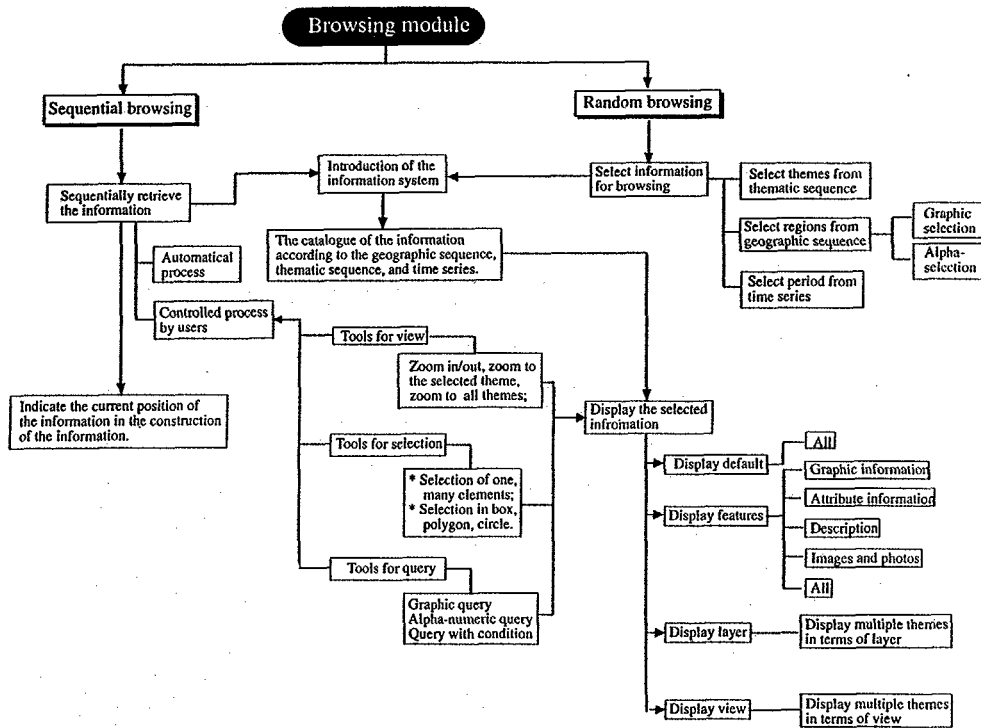 Browsing module
Sequential browsing
Random browsing
Introduction of the
information system
Select information
for browsing
Select themes from
thematic sequence
Sequentially retrieve
the information
Select regions from
geographic sequence
Graphic
selection
Alpha-
selection
The catalogue of the information
according to the geographic sequence,
thematic sequence, and time series.
Automatical
process
Select period from
time series
Controlled process
by users
Tools for view
Zoom in/out, zoom to
the selected theme,
zoom to all themes;
Indicate the current position of
the information in the construction
of the information.
Display the selected
infromation
Tools for selection
* Selection of one,
many elements;
* Selection in box,
polygon, circle.
Display default
All
Graphic information
Attribute information
Display features
Description
Images and photos
All
Tools for query
Graphic query
Alpha-numeric query
Query with condition
Display layer
Display multiple themes
in terms of layer
Display view
Display multiple themes
in terms of view